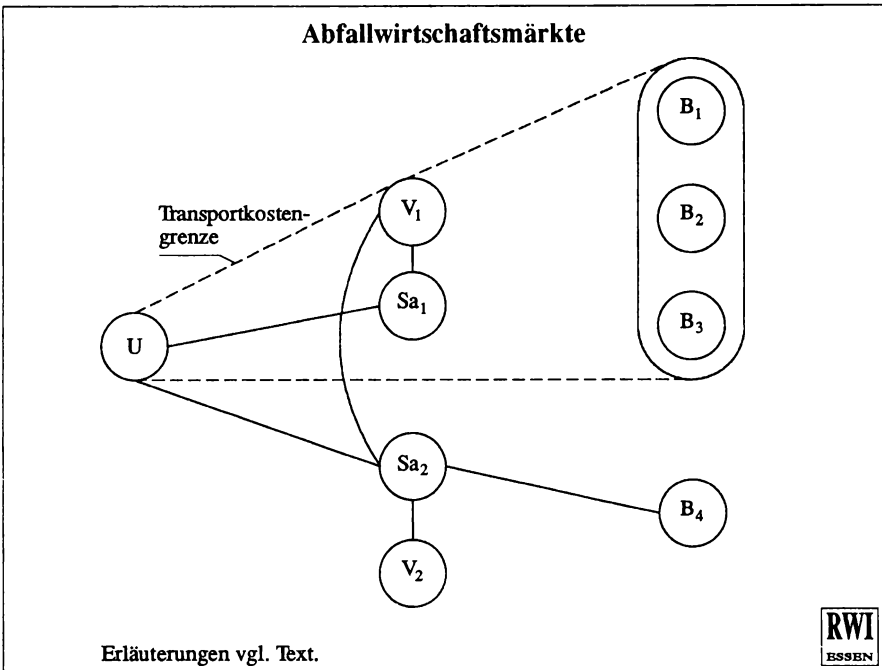 Abfallwirtschaftsmärkte
B₁
V₁
B₂
Transportkosten-
grenze
Sa₁
B₃
U
Sa₂
B₄
V₂
Erläuterungen vgl. Text.
RWI
ESSEN